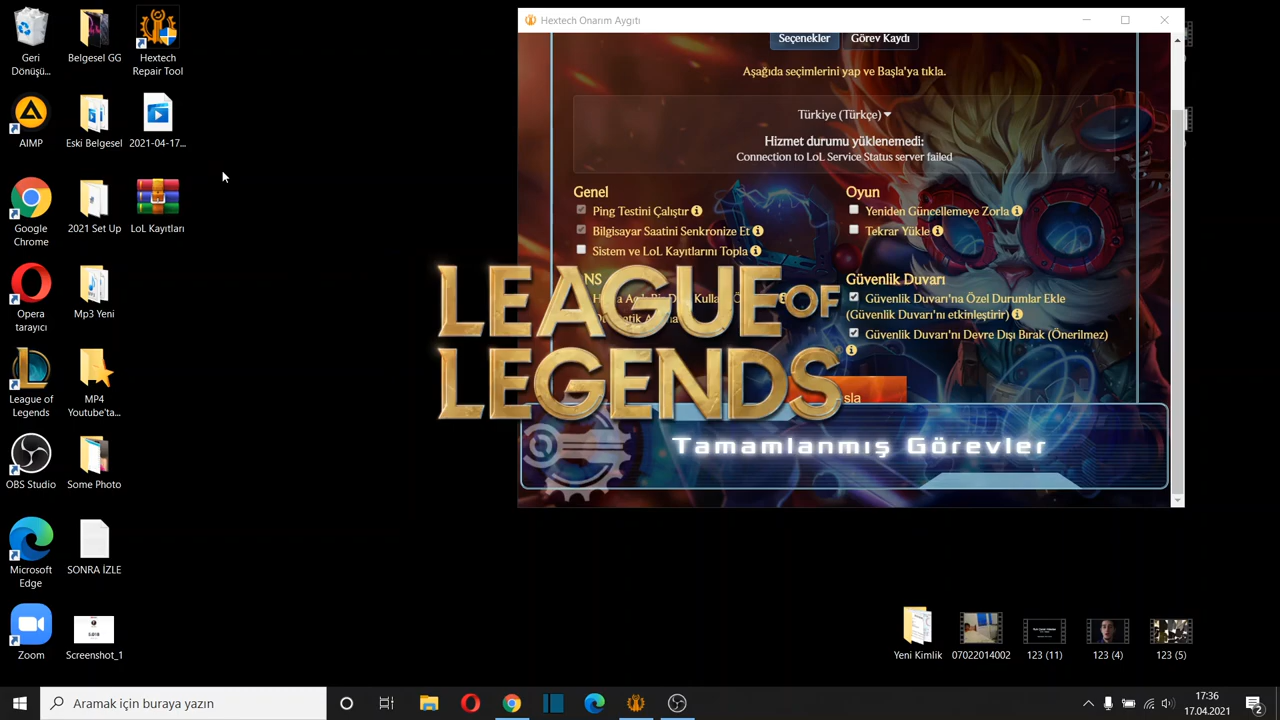 Geri
Dönüşü...
Belgesel GG
Hextech
Repair Tool
AIMP
Eski Belgesel
2021-04-17...
Google
Chrome
2021 Set Up
LoL Kayıtları
Opera
tarayıcı
Mp3 Yeni
League of
Legends
MP4
Youtube'ta...
OBS Studio
Some Photo
Microsoft
Edge
SONRA İZLE
Zoom
Screenshot_1
Hextech Onarım Aygıtı
Seçenekler
Görev Kaydı
Aşağıda seçimlerini yap ve Başla'ya tıkla.
Türkiye (Türkçe)
Hizmet durumu yüklenemedi:
Connection to LoL Service Status server failed
Genel
Ping Testini Çalıştır
Bilgisayar Saatini Senkronize Et
Sistem ve LoL Kayıtlarını Topla
Oyun
Yeniden Güncellemeye Zorla
Tekrar Yükle
Güvenlik Duvarı
Güvenlik Duvarı'na Özel Durumlar Ekle
(Güvenlik Duvarı'nı etkinleştirir)
Güvenlik Duvarı'nı Devre Dışı Bırak (Önerilmez)
LEAGUE OF
LEGENDS
Tamamlanmış Görevler
Yeni Kimlik
07022014002
123 (11)
123 (4)
123 (5)
Aramak için buraya yazın
17:36
17.04.2021
2